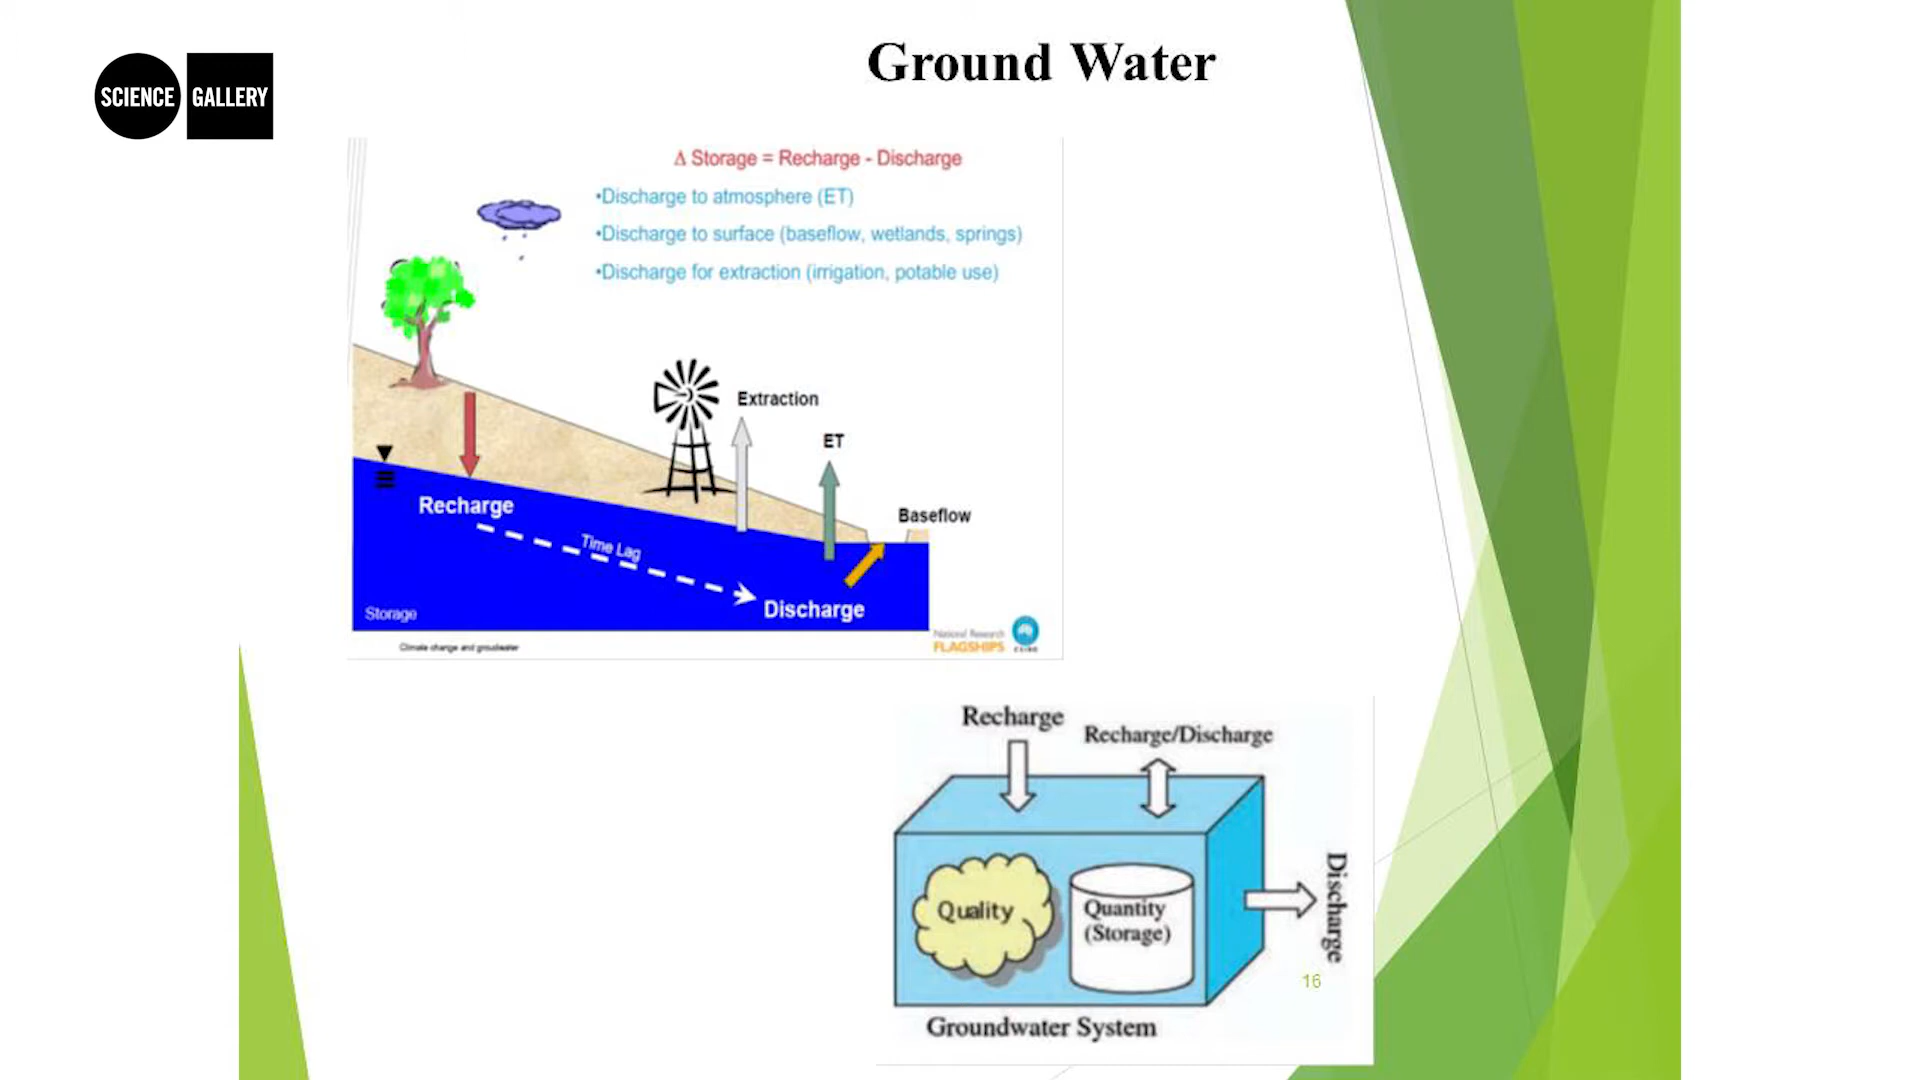 Ground Water
SCIENCE GALLERY
Δ Storage = Recharge - Discharge
•Discharge to atmosphere (ET)
•Discharge to surface (baseflow, wetlands, springs)
•Discharge for extraction (irrigation, potable use)
Extraction
ET
Baseflow
Recharge
Time Lag
Discharge
Storage
National Research
FLAGSHIPS
CSIRO
Climate change and groudwater
Recharge
Recharge/Discharge
Quality
Quantity
(Storage)
Discharge
16
Groundwater System